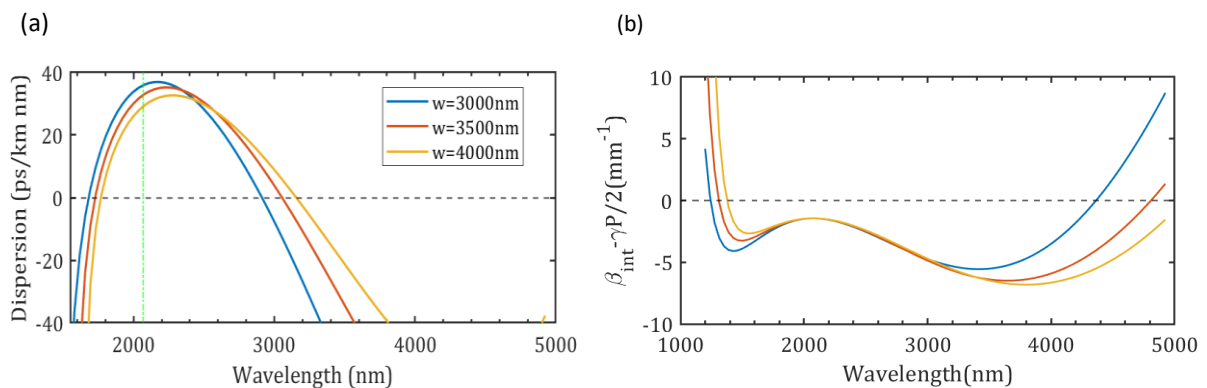 (a)
(b)
Dispersion (ps/km nm)
40
20
0
-20
-40
2000
3000
4000
5000
Wavelength (nm)
w=3000nm
w=3500nm
w=4000nm
βint-γP/2(mm-1)
10
5
0
-5
-10
1000
2000
3000
4000
5000
Wavelength(nm)